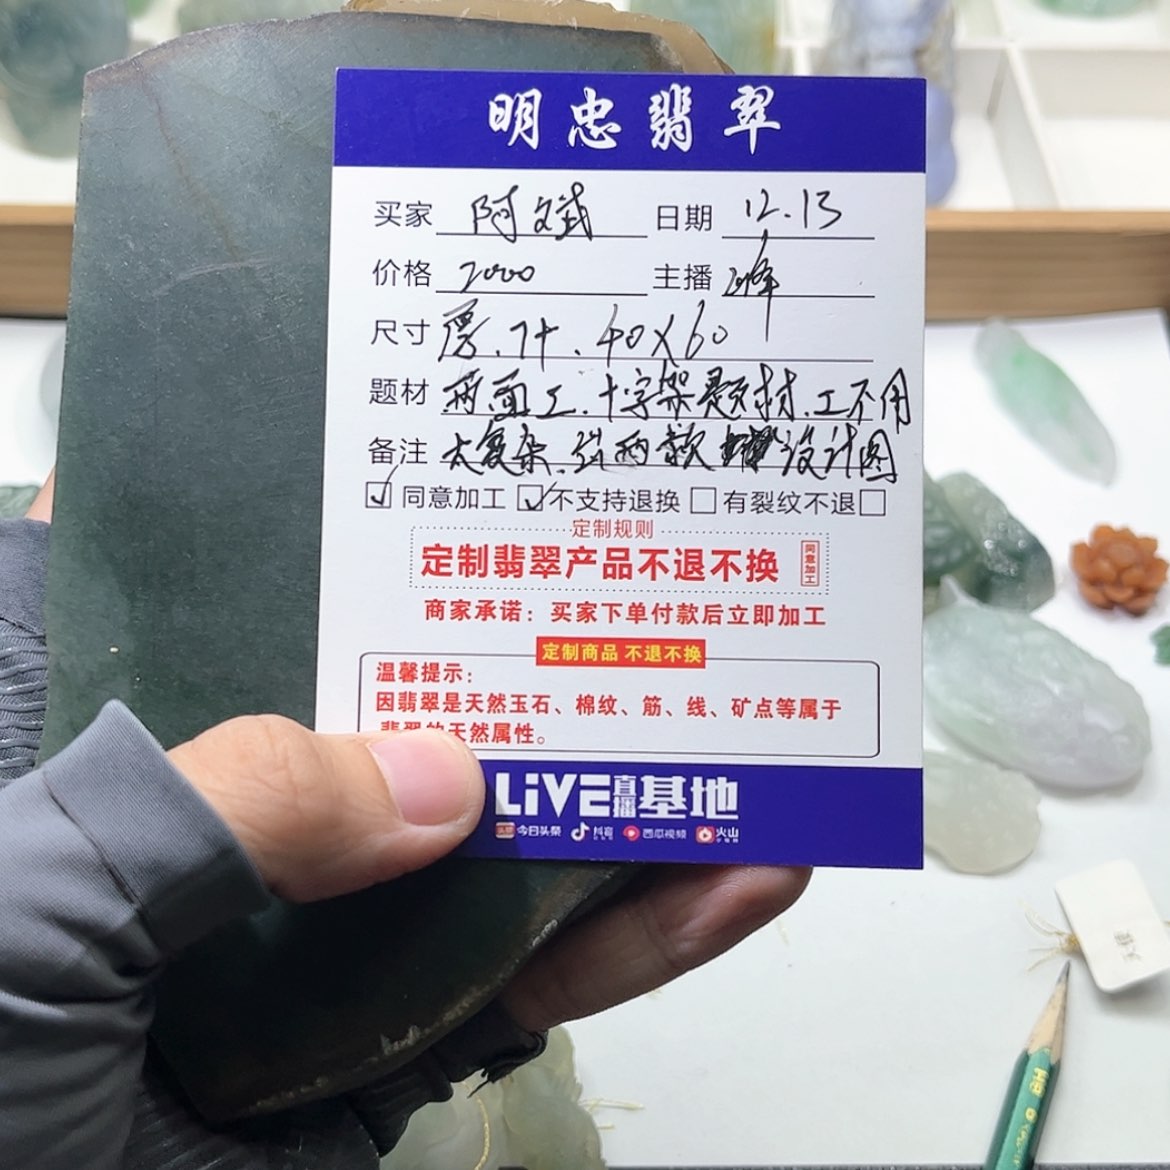 明忠翡翠
买家 阿斌 日期 12.13
价格 2000 主播 峰
尺寸 厚.7+.40X60
题材 两面工.十字架题材.工不用
备注 太复杂.出两款 设计图
同意加工 不支持退换 有裂纹不退
定制规则
定制翡翠产品不退不换 同意加工
商家承诺：买家下单付款后立即加工
定制商品 不退不换
温馨提示：
因翡翠是天然玉石、棉纹、筋、线、矿点等属于
翡翠的天然属性。
LiVE直播基地
今日头条 抖音 西瓜视频 火山